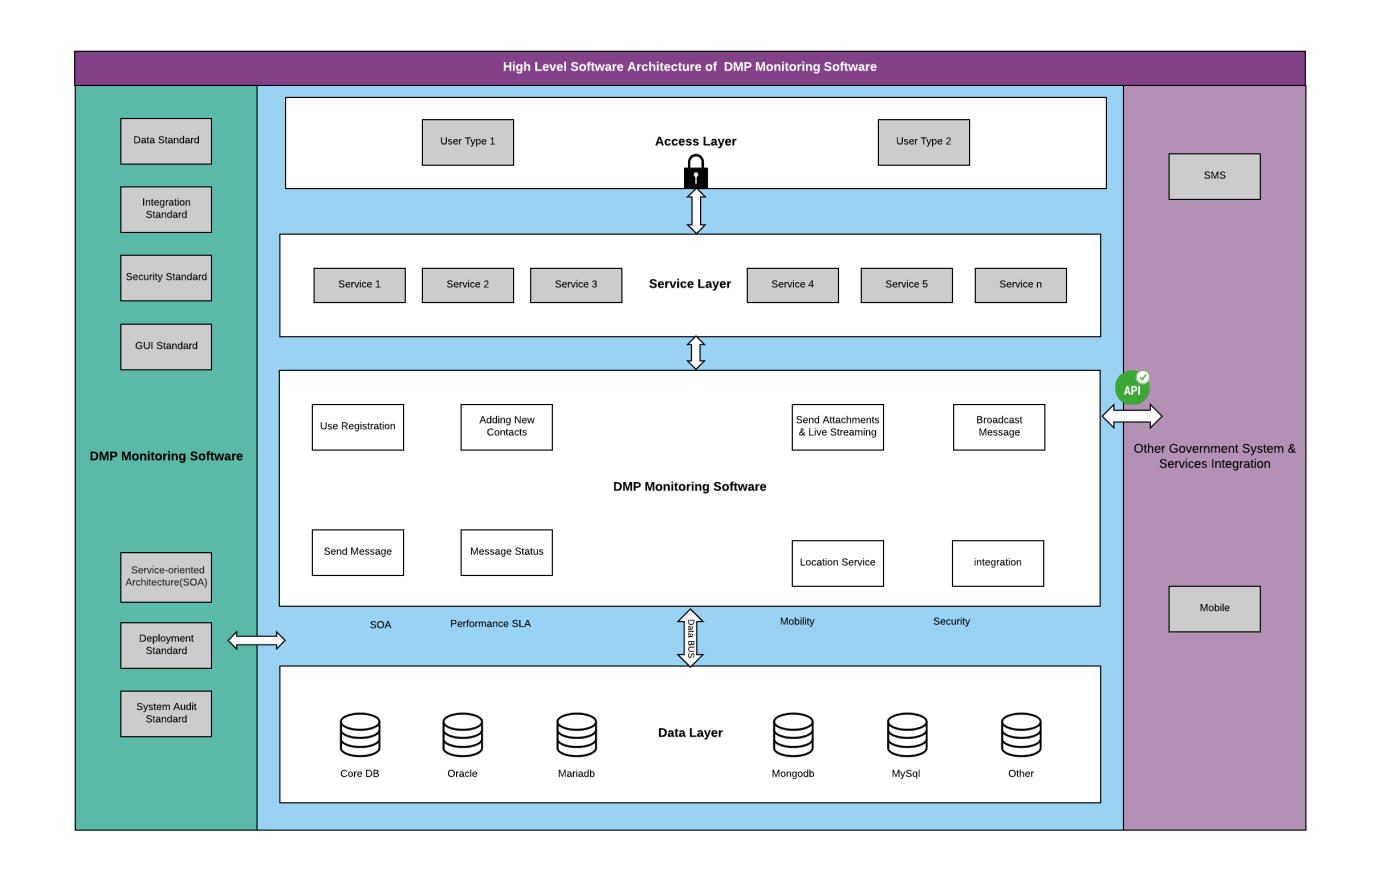 High Level Software Architecture of  DMP Monitoring Software
Data Standard
Integration
Standard
Security Standard
GUI Standard
DMP Monitoring Software
Service-oriented
Architecture(SOA)
Deployment
Standard
System Audit
Standard
User Type 1
Access Layer
User Type 2
Service 1
Service 2
Service 3
Service Layer
Service 4
Service 5
Service n
Use Registration
Adding New
Contacts
Send Attachments
& Live Streaming
Broadcast
Message
DMP Monitoring Software
Send Message
Message Status
Location Service
integration
SOA
Performance SLA
Data BUS
Mobility
Security
Data Layer
Core DB
Oracle
Mariadb
Mongodb
MySql
Other
SMS
API
Other Government System &
Services Integration
Mobile